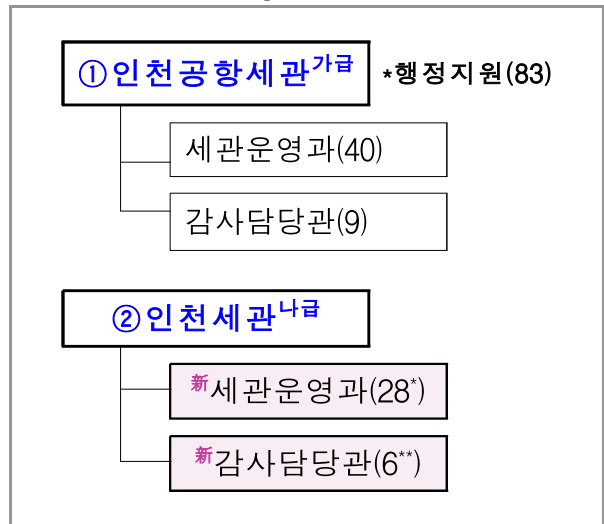 ①인천공항세관가급 *행정지원(83)
세관운영과(40)
감사담당관(9)
②인천세관나급
新세관운영과(28*)
新감사담당관(6**)